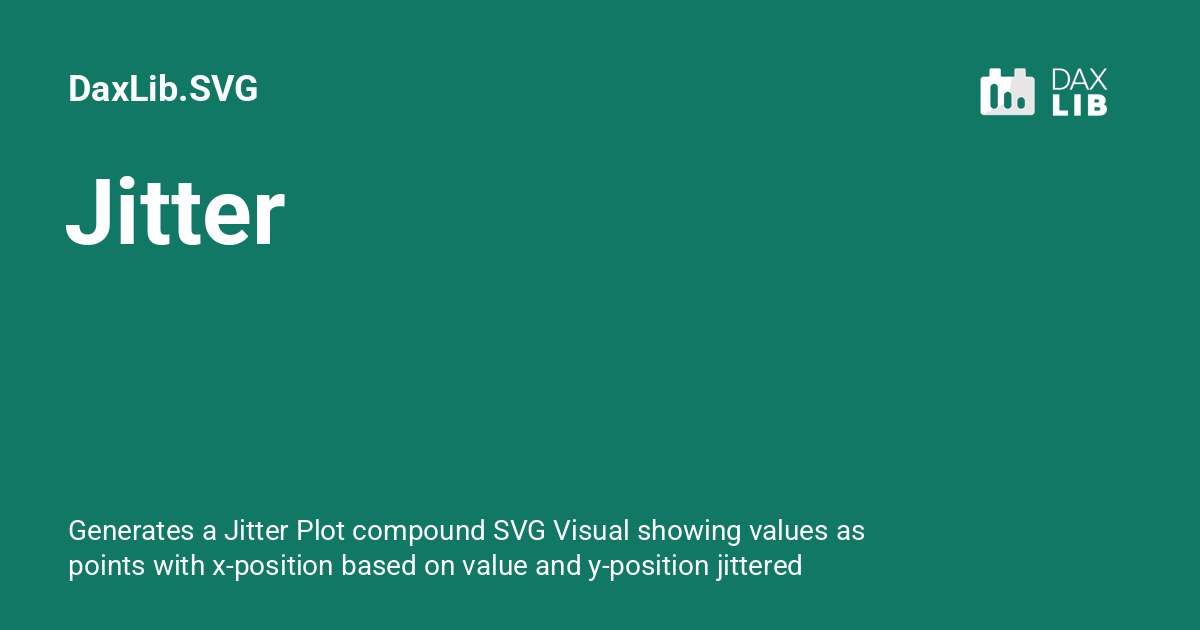 DaxLib.SVG
DAX
LIB
Jitter
Generates a Jitter Plot compound SVG Visual showing values as
points with x-position based on value and y-position jittered